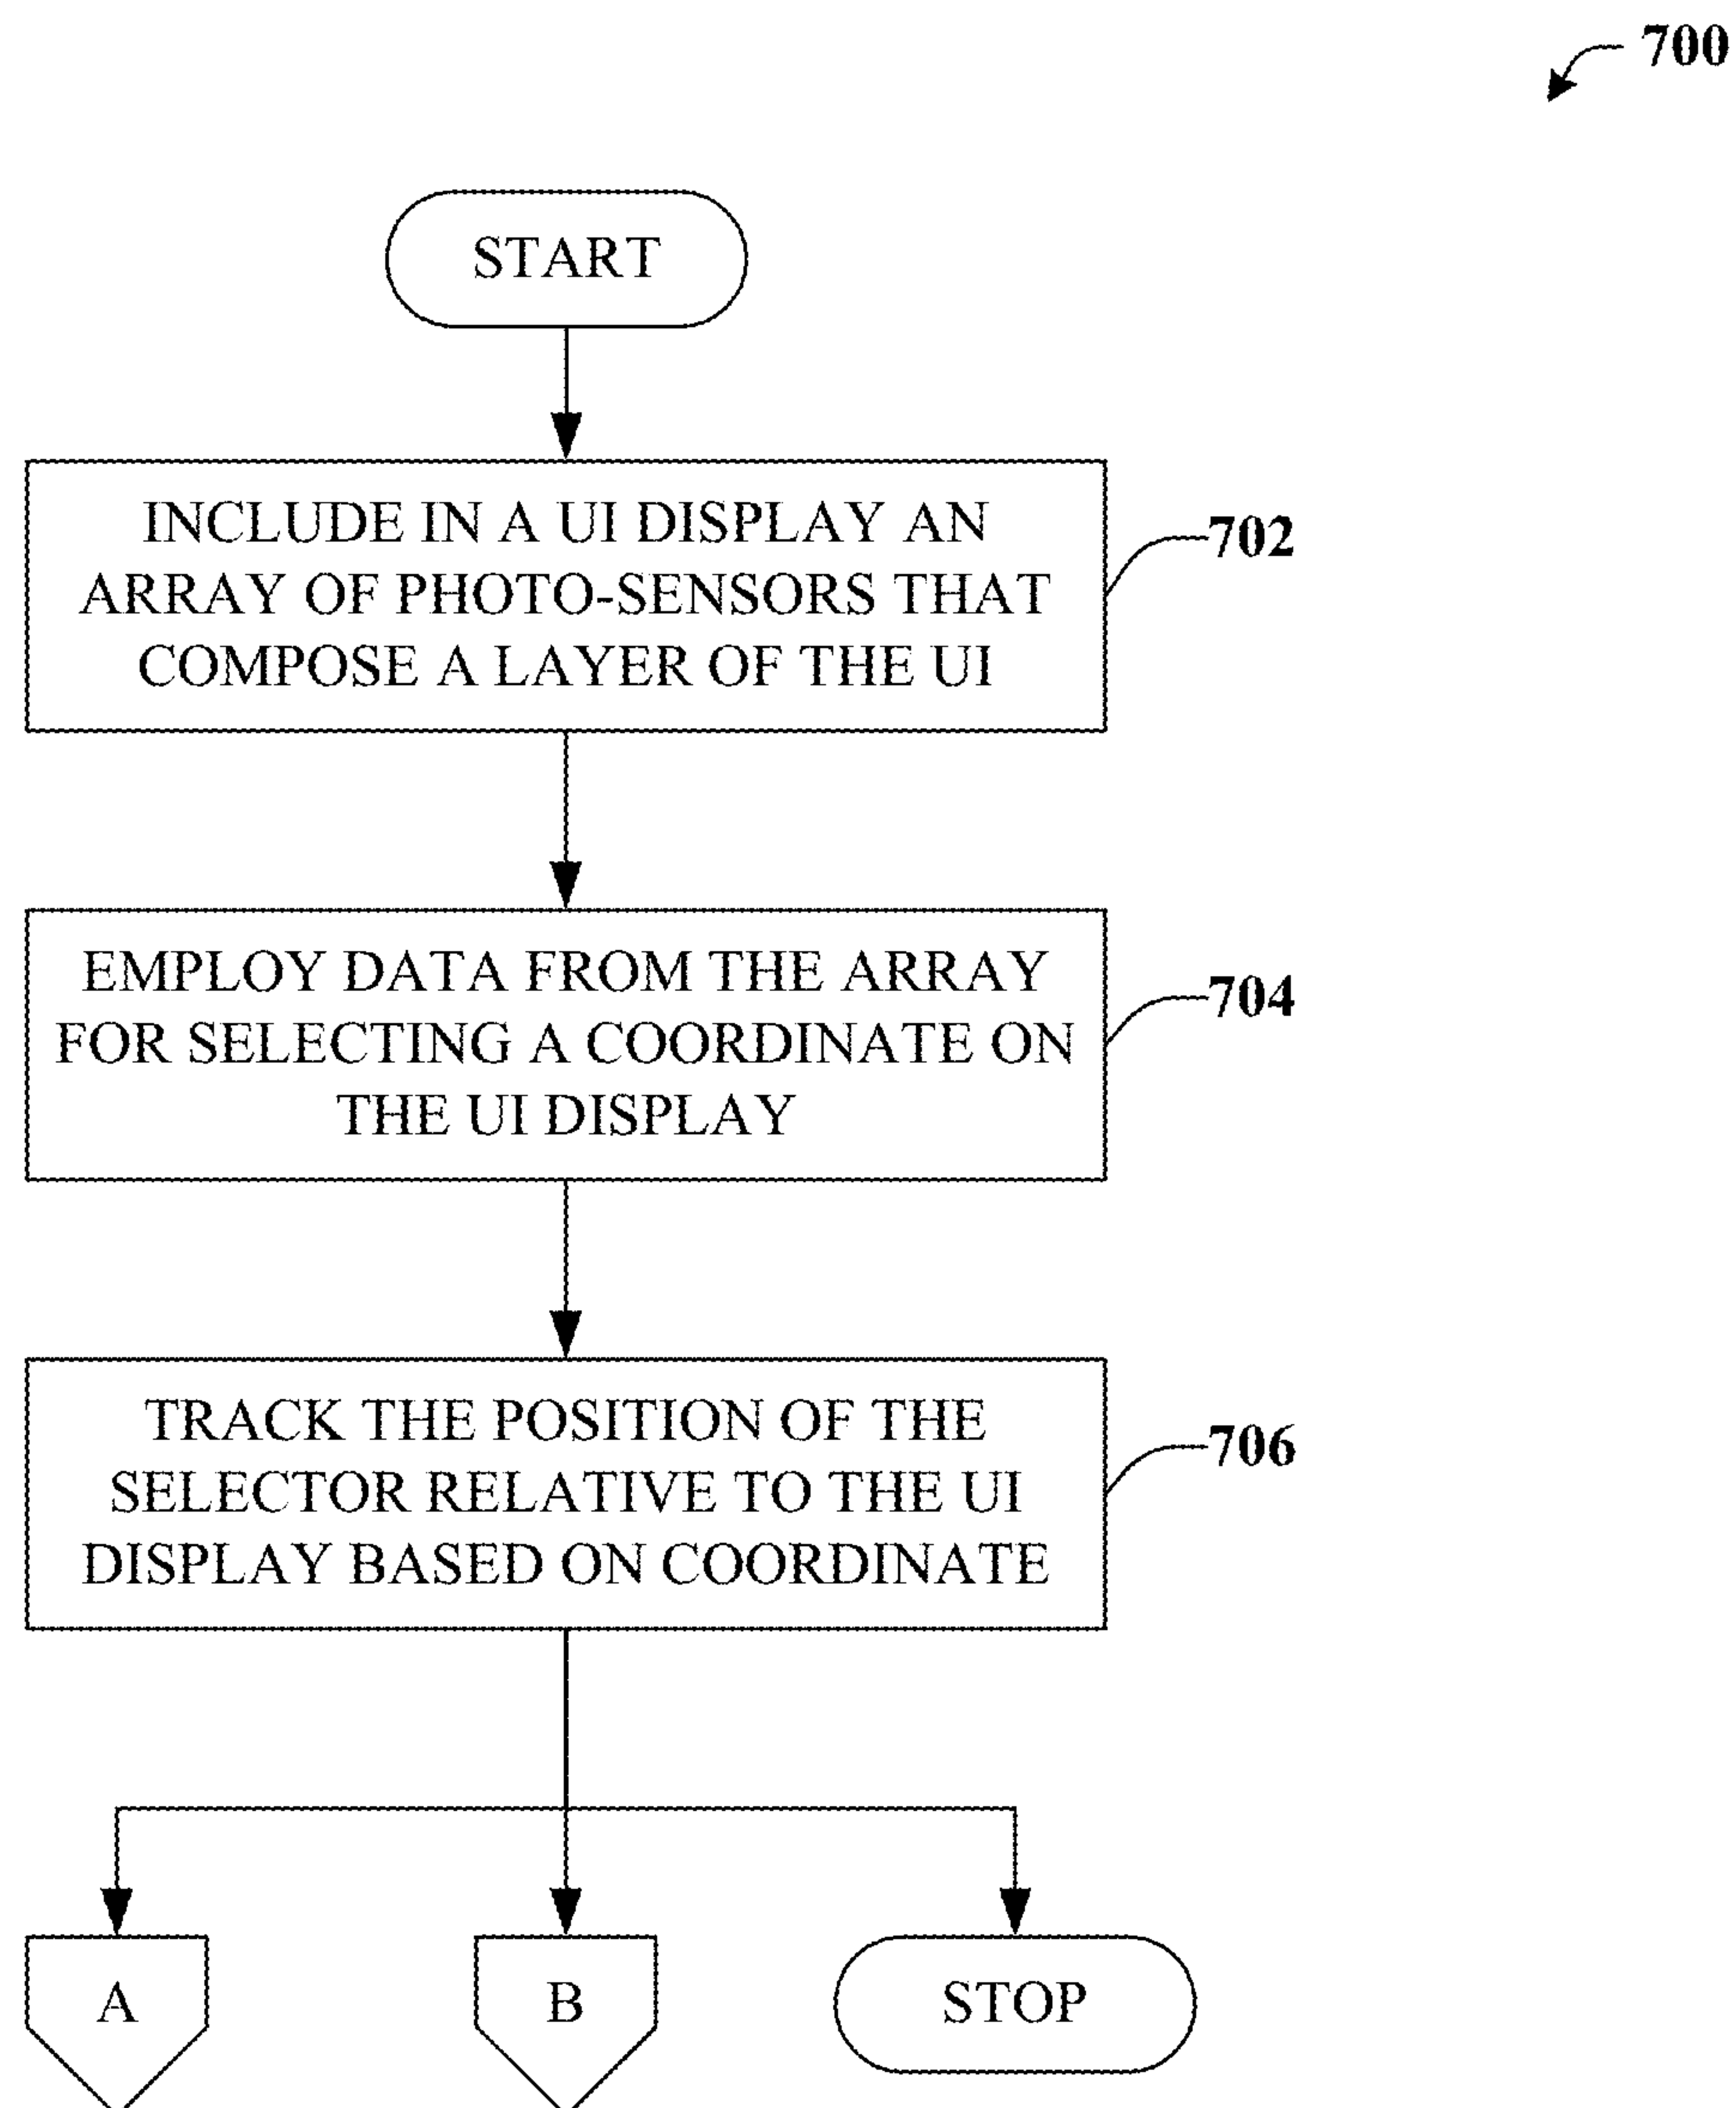 700
START
INCLUDE IN A UI DISPLAY AN
ARRAY OF PHOTO-SENSORS THAT
COMPOSE A LAYER OF THE UI
702
EMPLOY DATA FROM THE ARRAY
FOR SELECTING A COORDINATE ON
THE UI DISPLAY
704
TRACK THE POSITION OF THE
SELECTOR RELATIVE TO THE UI
DISPLAY BASED ON COORDINATE
706
A
B
STOP